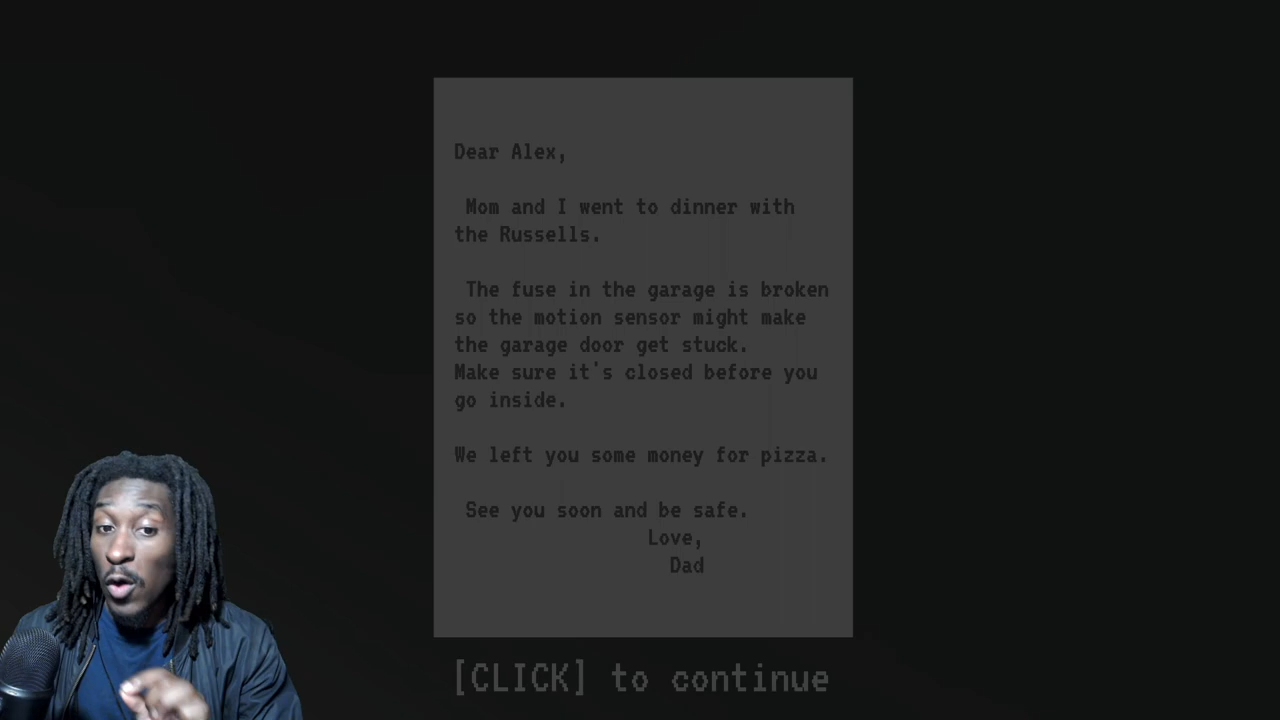 Dear Alex,
Mom and I went to dinner with
the Russells.
The fuse in the garage is broken
so the motion sensor might make
the garage door get stuck.
Make sure it's closed before you
go inside.
We left you some money for pizza.
See you soon and be safe.
Love,
Dad
[CLICK] to continue